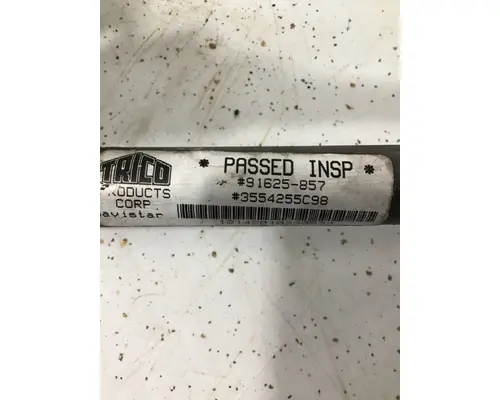 TRICO
PRODUCTS
CORP.
avistar
* PASSED INSP *
#91625-857
#3554255C98